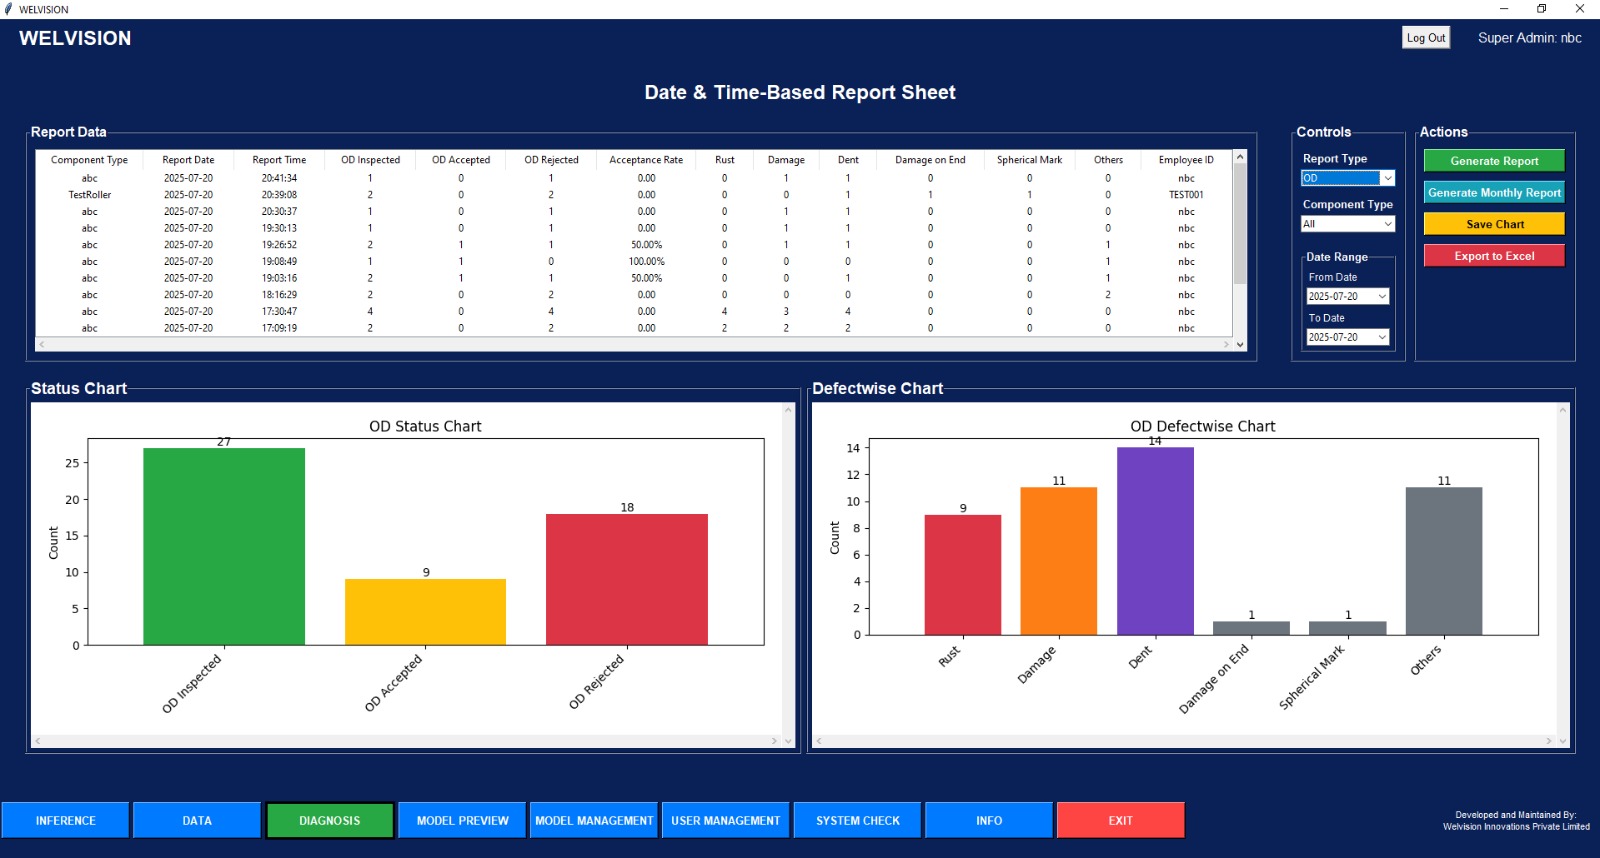 WELVISION
WELVISION
Log Out
Super Admin: nbc
Date & Time-Based Report Sheet
Report Data
Component Type Report Date Report Time OD Inspected OD Accepted OD Rejected Acceptance Rate Rust Damage Dent Damage on End Spherical Mark Others Employee ID
abc 2025-07-20 20:41:34 1 0 1 0.00 0 1 1 0 0 0 nbc
TestRoller 2025-07-20 20:39:08 2 0 2 0.00 0 0 1 1 1 0 TEST001
abc 2025-07-20 20:30:37 1 0 1 0.00 0 1 1 0 0 0 nbc
abc 2025-07-20 19:30:13 1 0 1 0.00 0 1 1 0 0 0 nbc
abc 2025-07-20 19:26:52 2 1 1 50.00% 0 1 1 0 0 1 nbc
abc 2025-07-20 19:08:49 1 1 0 100.00% 0 0 0 0 0 1 nbc
abc 2025-07-20 19:03:16 2 1 1 50.00% 0 0 1 0 0 1 nbc
abc 2025-07-20 18:16:29 2 0 2 0.00 0 0 0 0 0 2 nbc
abc 2025-07-20 17:30:47 4 0 4 0.00 4 3 4 0 0 0 nbc
abc 2025-07-20 17:09:19 2 0 2 0.00 2 2 2 0 0 0 nbc
Controls
Report Type
OD
Component Type
All
Date Range
From Date
2025-07-20
To Date
2025-07-20
Actions
Generate Report
Generate Monthly Report
Save Chart
Export to Excel
Status Chart
OD Status Chart
Count
25
20
15
10
5
0
27
9
18
OD Inspected
OD Accepted
OD Rejected
Defectwise Chart
OD Defectwise Chart
Count
14
12
10
8
6
4
2
0
9
11
14
1
1
11
Rust
Damage
Dent
Damage on End
Spherical Mark
Others
INFERENCE
DATA
DIAGNOSIS
MODEL PREVIEW
MODEL MANAGEMENT
USER MANAGEMENT
SYSTEM CHECK
INFO
EXIT
Developed and Maintained By:
Welvision Innovations Private Limited